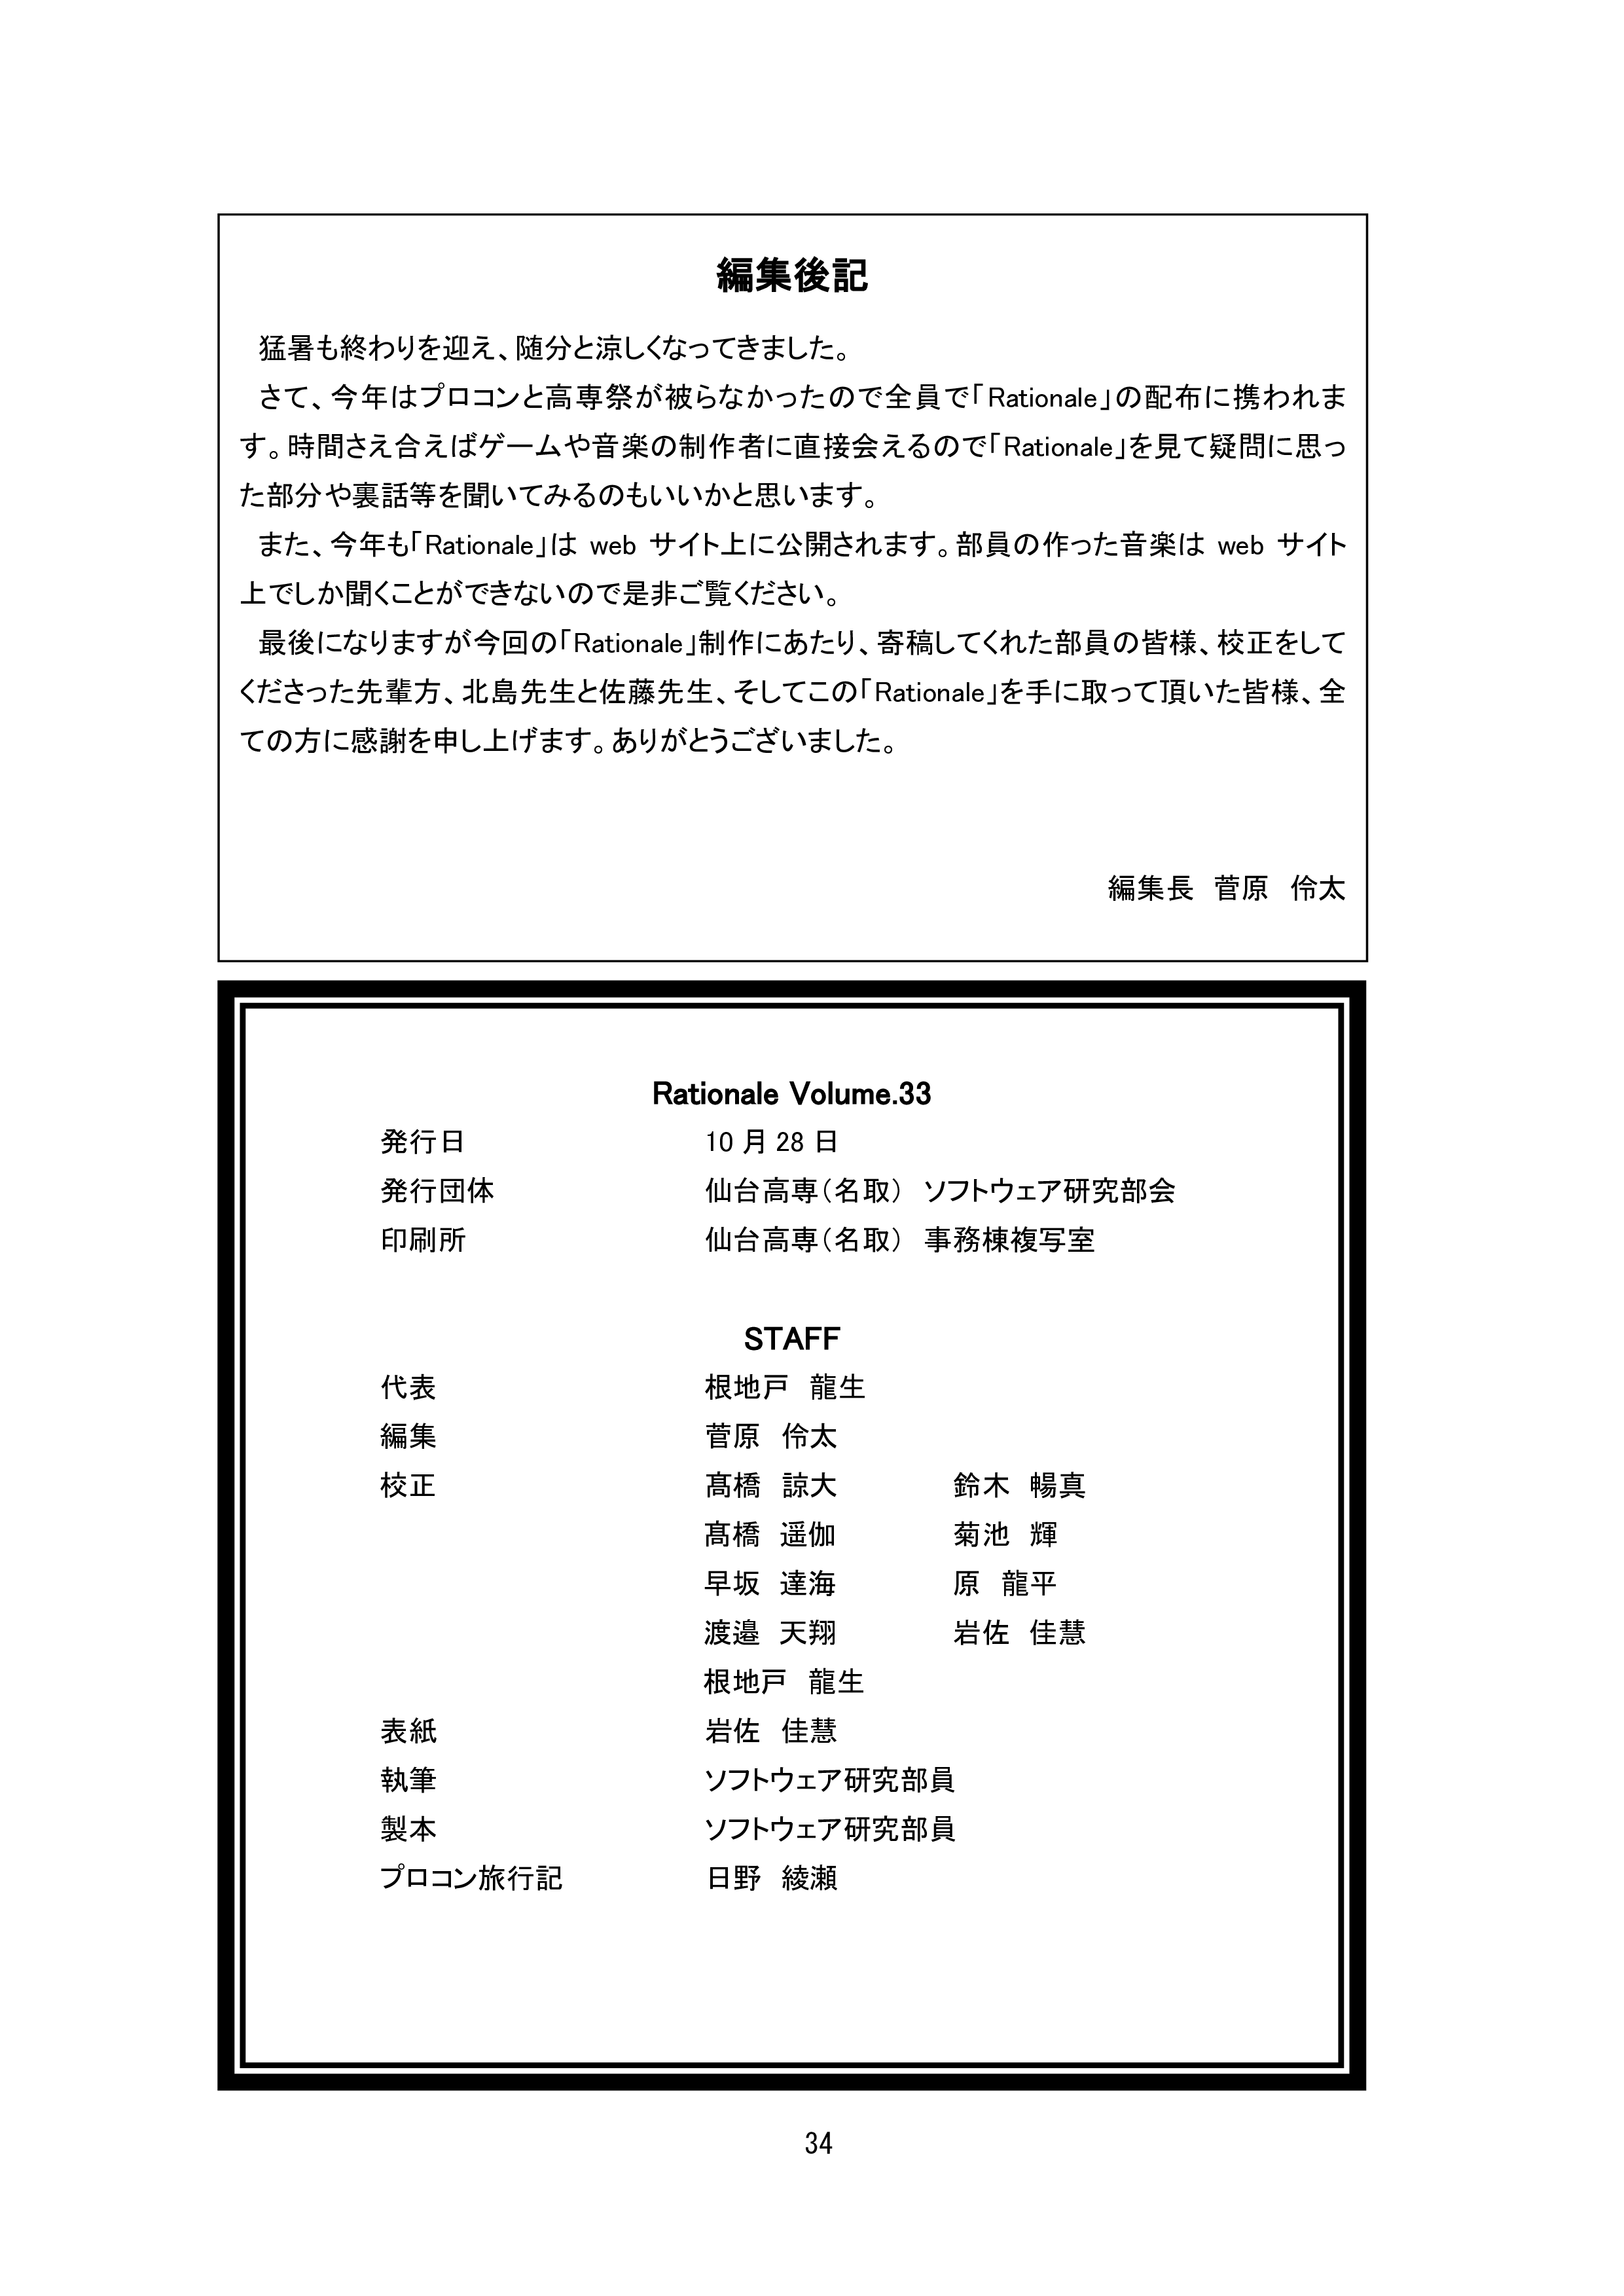 編集後記
猛暑も終わりを迎え、随分と涼しくなってきました。
さて、今年はプロコンと高専祭が被らなかったので全員で「Rationale」の配布に携われま
す。時間さえ合えばゲームや音楽の制作者に直接会えるので「Rationale」を見て疑問に思っ
た部分や裏話等を聞いてみるのもいいかと思います。
また、今年も「Rationale」は web サイト上に公開されます。部員の作った音楽は web サイト
上でしか聞くことができないので是非ご覧ください。
最後になりますが今回の「Rationale」制作にあたり、寄稿してくれた部員の皆様、校正をして
くださった先輩方、北島先生と佐藤先生、そしてこの「Rationale」を手に取って頂いた皆様、全
ての方に感謝を申し上げます。ありがとうございました。
編集長 菅原 伶太
Rationale Volume.33
発行日 10 月 28 日
発行団体 仙台高専（名取） ソフトウェア研究部会
印刷所 仙台高専（名取） 事務棟複写室
STAFF
代表 根地戸 龍生
編集 菅原 伶太
校正 髙橋 諒大 鈴木 暢真
髙橋 遥伽 菊池 輝
早坂 達海 原 龍平
渡邉 天翔 岩佐 佳慧
根地戸 龍生
表紙 岩佐 佳慧
執筆 ソフトウェア研究部員
製本 ソフトウェア研究部員
プロコン旅行記 日野 綾瀬
34